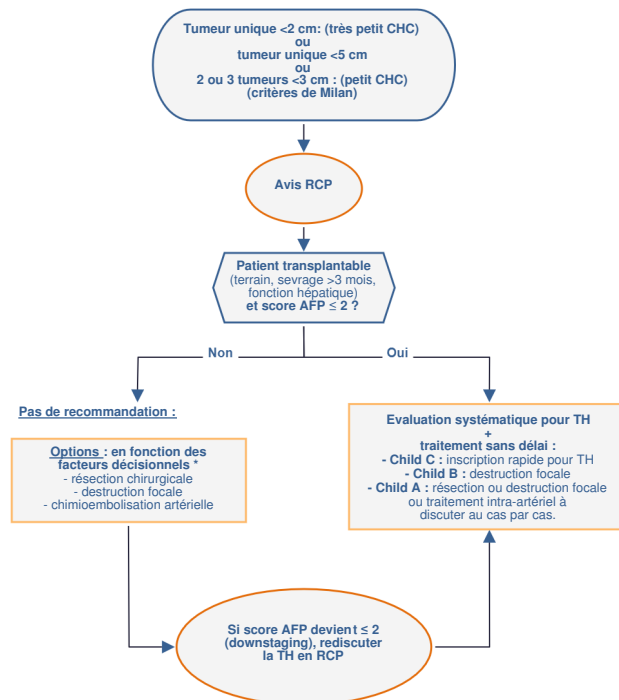 Tumeur unique <2 cm: (très petit CHC)
ou
tumeur unique <5 cm
ou
2 ou 3 tumeurs <3 cm : (petit CHC)
(critères de Milan)
Avis RCP
Patient transplantable
(terrain, sevrage >3 mois,
fonction hépatique)
et score AFP ≤ 2 ?
Non
Oui
Pas de recommandation :
Options : en fonction des
facteurs décisionnels *
- résection chirurgicale
- destruction focale
- chimioembolisation artérielle
Evaluation systématique pour TH
+
traitement sans délai :
- Child C : inscription rapide pour TH
- Child B : destruction focale
- Child A : résection ou destruction focale
ou traitement intra-artériel à
discuter au cas par cas.
Si score AFP devient ≤ 2
(downstaging), rediscuter
la TH en RCP